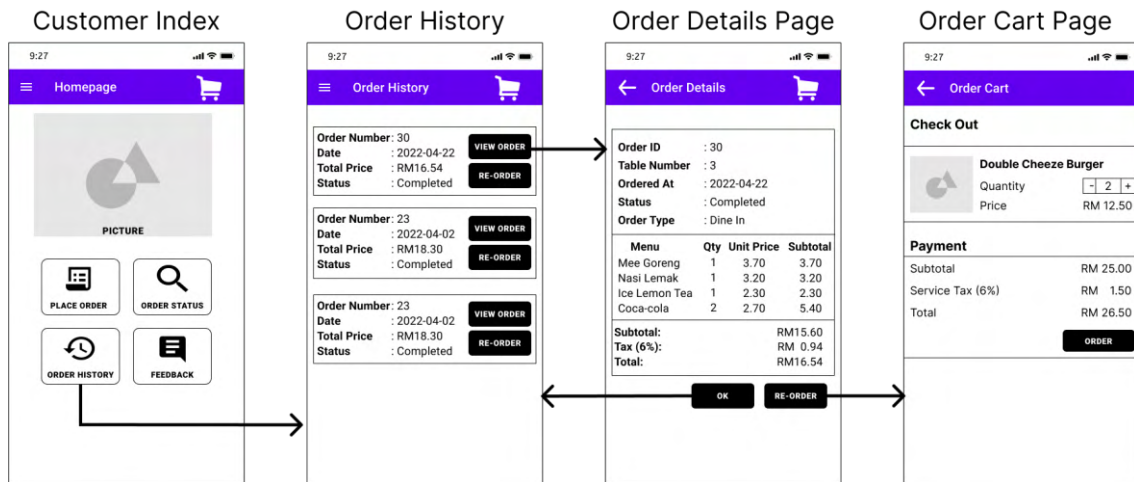 Customer Index
9:27
Homepage
PICTURE
PLACE ORDER
ORDER STATUS
ORDER HISTORY
FEEDBACK
Order History
9:27
Order History
Order Number: 30
Date : 2022-04-22
Total Price : RM16.54
Status : Completed
VIEW ORDER
RE-ORDER
Order Number: 23
Date : 2022-04-02
Total Price : RM18.30
Status : Completed
VIEW ORDER
RE-ORDER
Order Number: 23
Date : 2022-04-02
Total Price : RM18.30
Status : Completed
VIEW ORDER
RE-ORDER
Order Details Page
9:27
Order Details
Order ID : 30
Table Number : 3
Ordered At : 2022-04-22
Status : Completed
Order Type : Dine In
Menu Qty Unit Price Subtotal
Mee Goreng 1 3.70 3.70
Nasi Lemak 1 3.20 3.20
Ice Lemon Tea 1 2.30 2.30
Coca-cola 2 2.70 5.40
Subtotal: RM15.60
Tax (6%): RM 0.94
Total: RM16.54
OK
RE-ORDER
Order Cart Page
9:27
Order Cart
Check Out
Double Cheeze Burger
Quantity - 2 +
Price RM 12.50
Payment
Subtotal RM 25.00
Service Tax (6%) RM 1.50
Total RM 26.50
ORDER